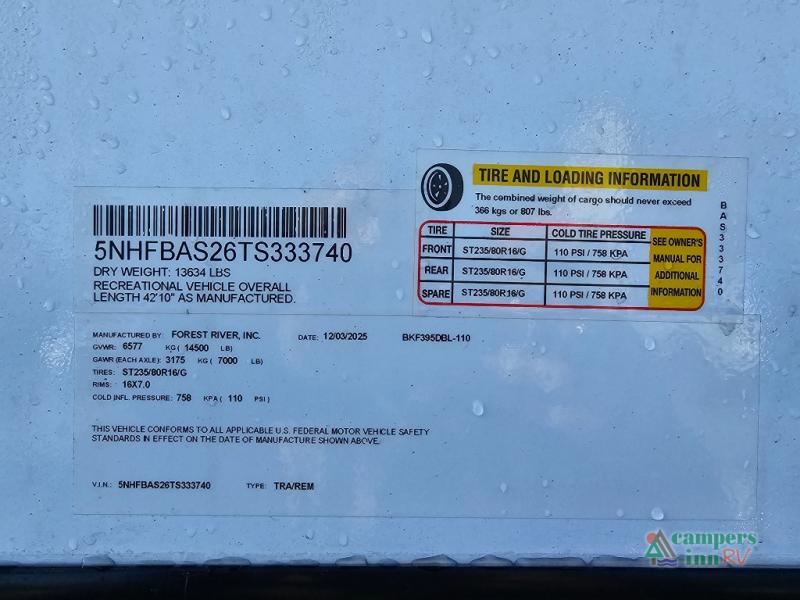 5NHFBAS26TS333740
DRY WEIGHT: 13634 LBS
RECREATIONAL VEHICLE OVERALL
LENGTH 42'10" AS MANUFACTURED.
TIRE AND LOADING INFORMATION
The combined weight of cargo should never exceed
366 kgs or 807 lbs.
TIRE SIZE COLD TIRE PRESSURE
FRONT ST235/80R16/G 110 PSI / 758 KPA
REAR ST235/80R16/G 110 PSI / 758 KPA
SPARE ST235/80R16/G 110 PSI / 758 KPA
SEE OWNER'S
MANUAL FOR
ADDITIONAL
INFORMATION
BAS333740
MANUFACTURED BY: FOREST RIVER, INC. DATE: 12/03/2025 BKF395DBL-110
GVWR: 6577 KG ( 14500 LB)
GAWR (EACH AXLE): 3175 KG ( 7000 LB)
TIRES: ST235/80R16/G
RIMS: 16X7.0
COLD INFL. PRESSURE: 758 KPA ( 110 PSI )
THIS VEHICLE CONFORMS TO ALL APPLICABLE U.S. FEDERAL MOTOR VEHICLE SAFETY
STANDARDS IN EFFECT ON THE DATE OF MANUFACTURE SHOWN ABOVE.
V.I.N.: 5NHFBAS26TS333740 TYPE: TRA/REM
campers
inn RV